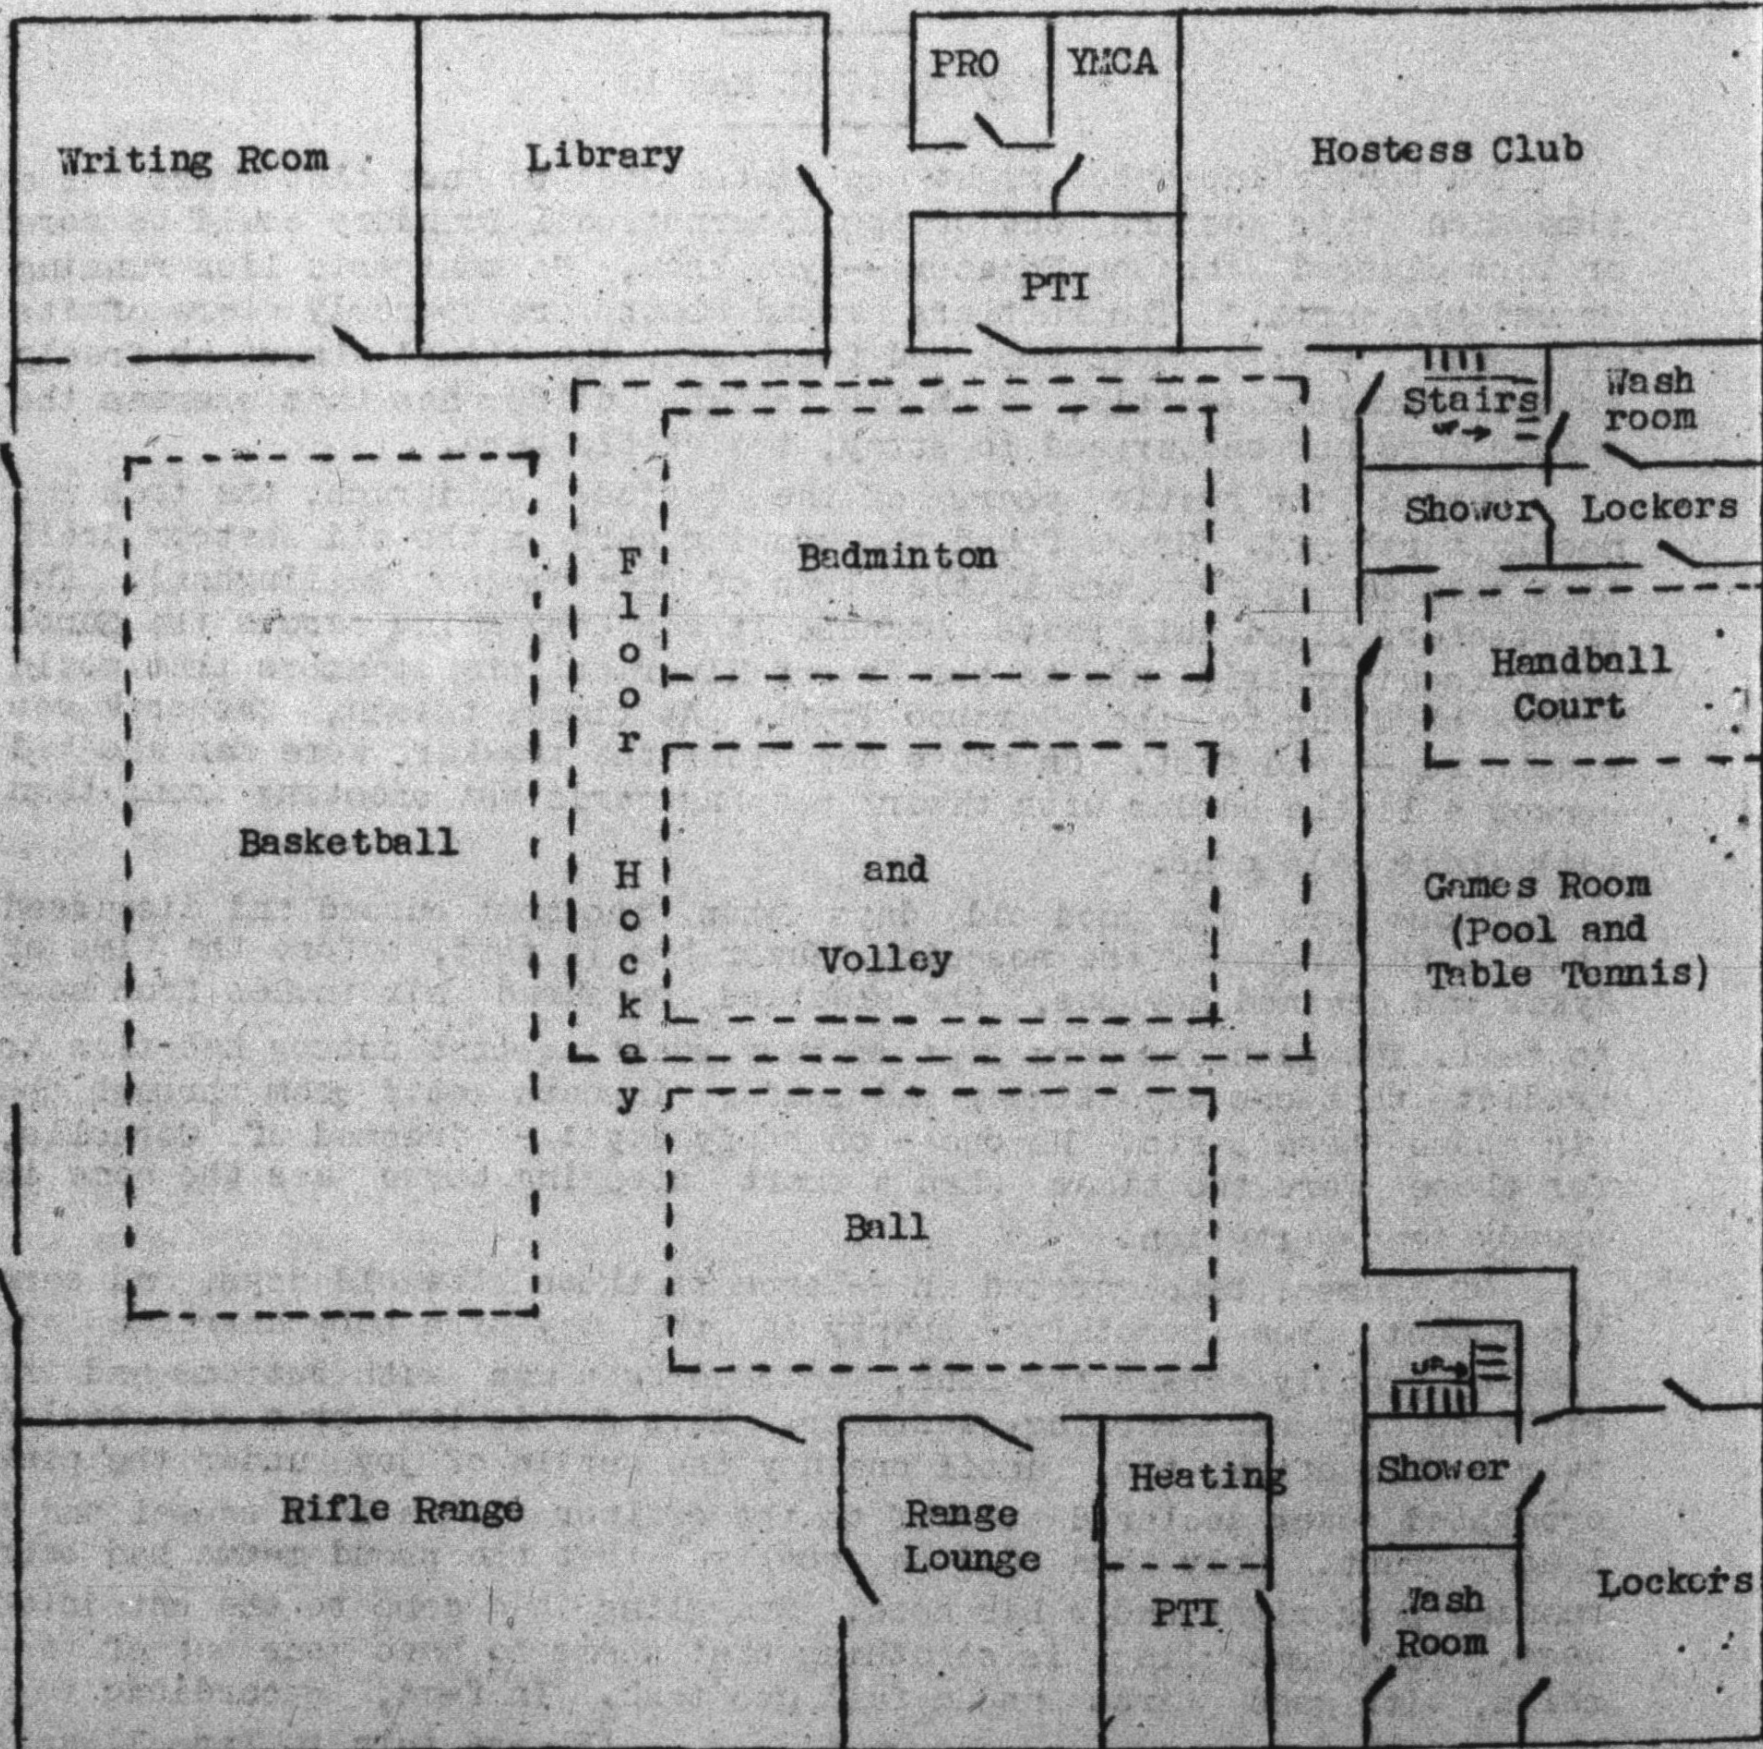 PRO
YMCA
Writing Room
Library
Hostess Club
PTI
Stairs
UP
Wash
room
Shower
Lockers
Floor Hockey
Badminton
Handball
Court
Basketball
and
Volley
Games Room
(Pool and
Table Tennis)
Ball
UP
Rifle Range
Range
Lounge
Heating
PTI
Shower
Wash
Room
Lockers